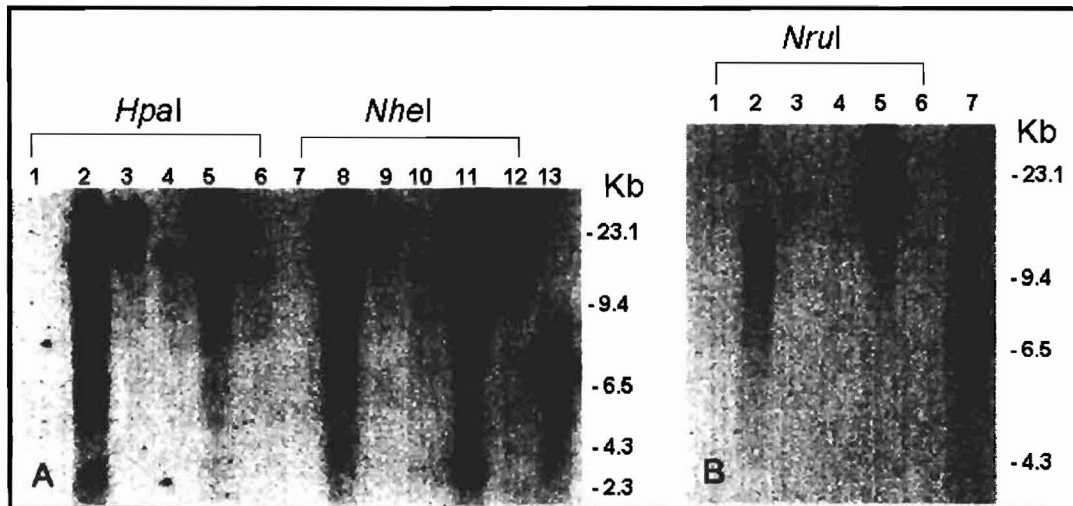 HpaI
NheI
1 2 3 4 5 6 7 8 9 10 11 12 13
Kb
- 23.1
- 9.4
- 6.5
- 4.3
- 2.3
A
NruI
1 2 3 4 5 6 7
Kb
- 23.1
- 9.4
- 6.5
- 4.3
B